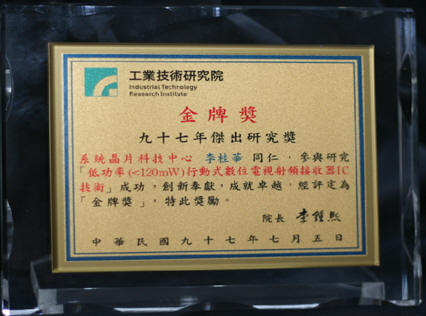 工業技術研究院
Industrial Technology
Research Institute
金牌獎
九十七年傑出研究獎
系統晶片科技中心 李桂華 同仁，參與研究
「低功率(<120mW)行動式數位電視射頻接收器IC
技術」成功，創新奉獻，成就卓越，經評定為
「金牌獎」，特此獎勵。
院長 李鍾熙
中華民國九十七年七月五日